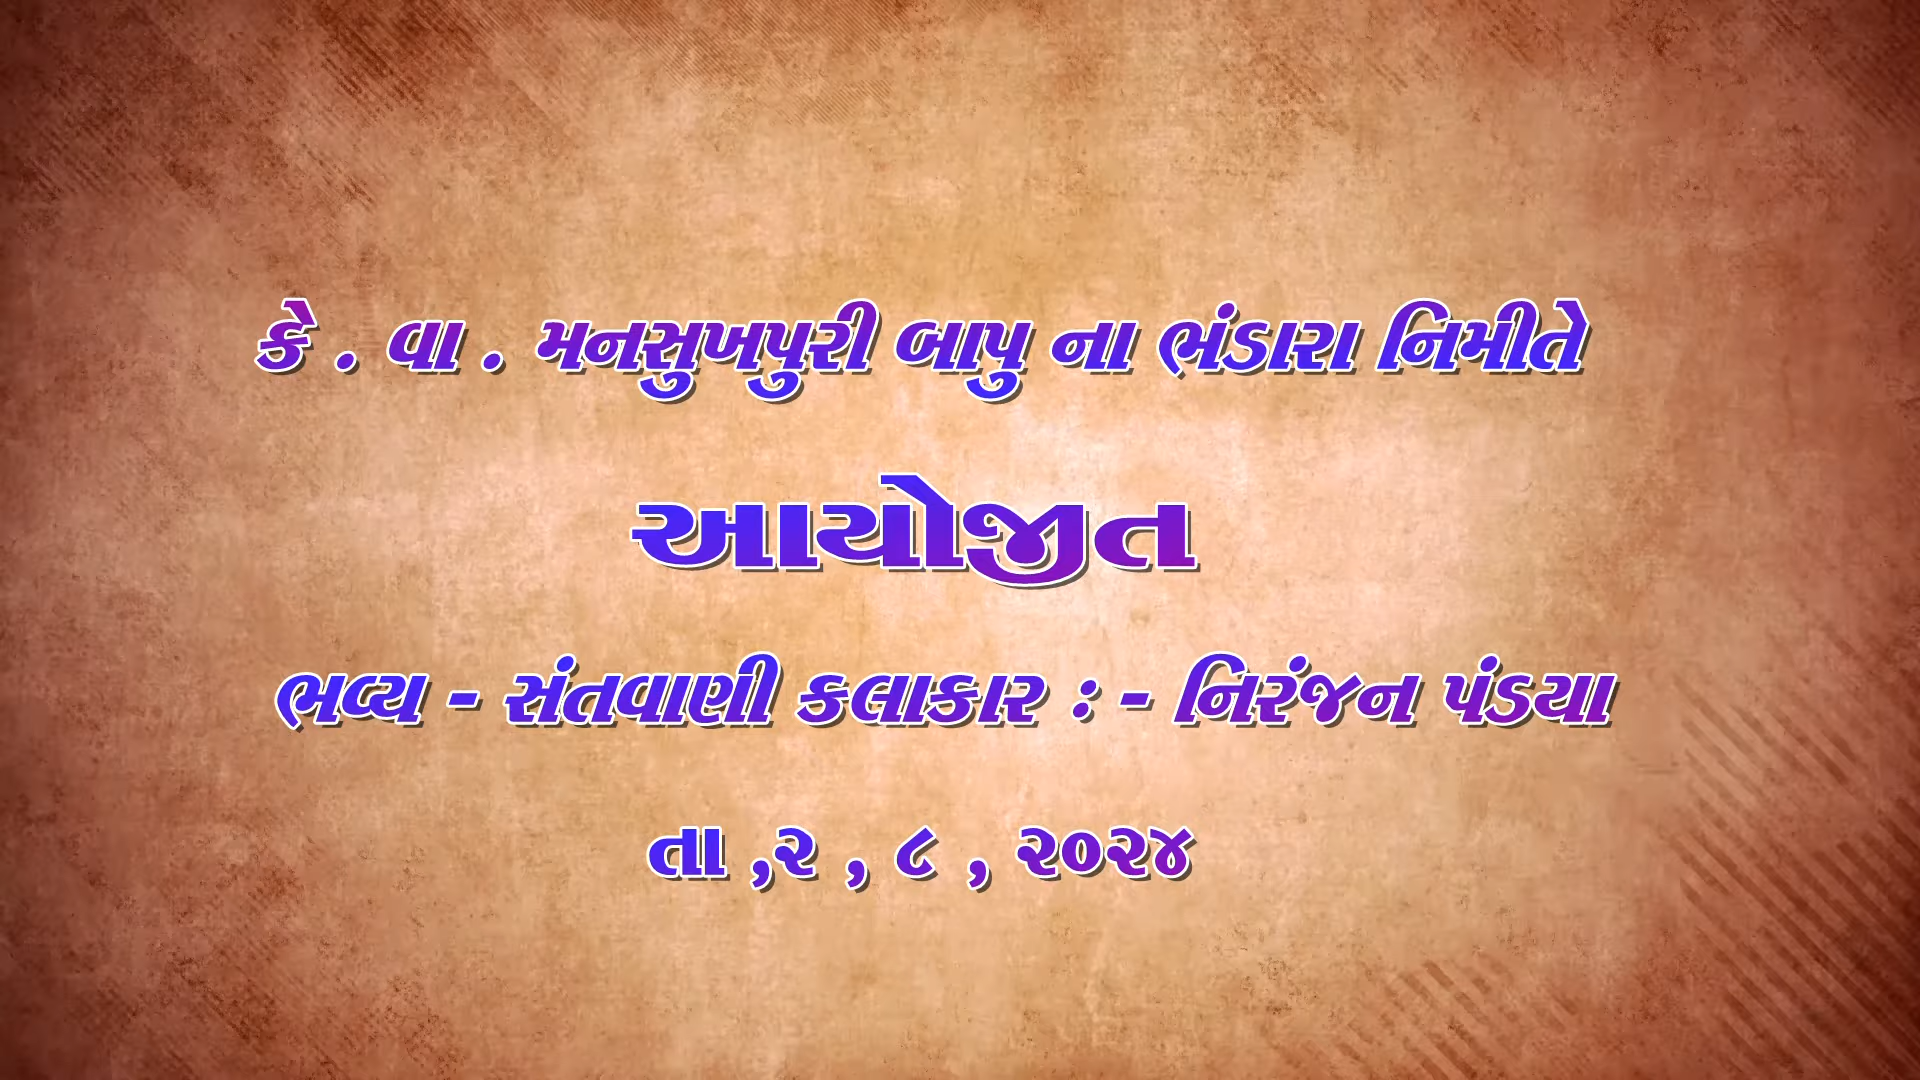 કે . વા . મનસુખપુરી બાપુ ના ભંડારા નિમીતે
આયોજીત
ભવ્ય - સંતવાણી કલાકાર : - નિરંજન પંડયા
તા ,૨ , ૮ , ૨૦૨૪